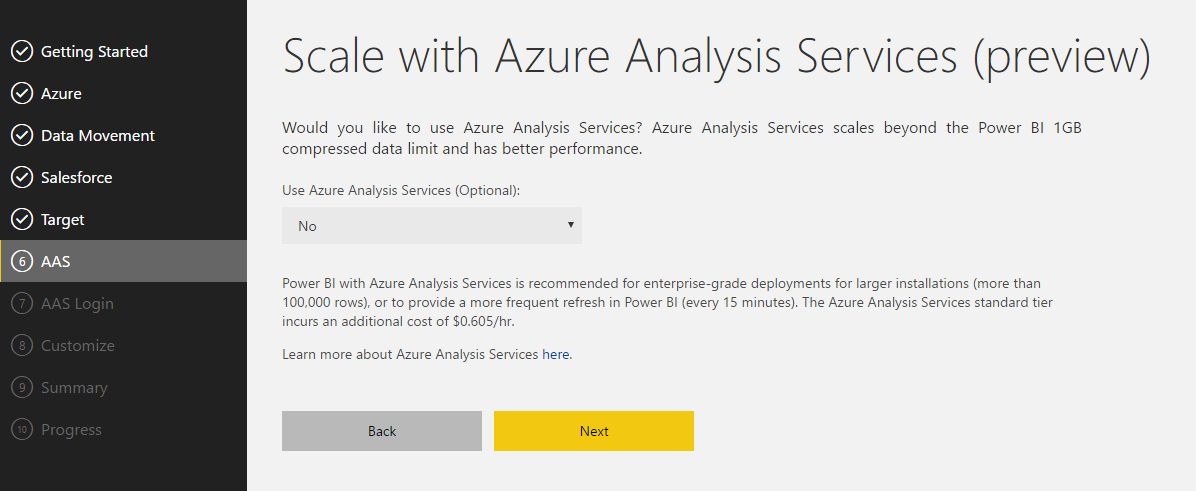 Getting Started
Azure
Data Movement
Salesforce
Target
6 AAS
7 AAS Login
8 Customize
9 Summary
10 Progress
Scale with Azure Analysis Services (preview)
Would you like to use Azure Analysis Services? Azure Analysis Services scales beyond the Power BI 1GB
compressed data limit and has better performance.
Use Azure Analysis Services (Optional):
No
Power BI with Azure Analysis Services is recommended for enterprise-grade deployments for larger installations (more than
100,000 rows), or to provide a more frequent refresh in Power BI (every 15 minutes). The Azure Analysis Services standard tier
incurs an additional cost of $0.605/hr.
Learn more about Azure Analysis Services here.
Back
Next